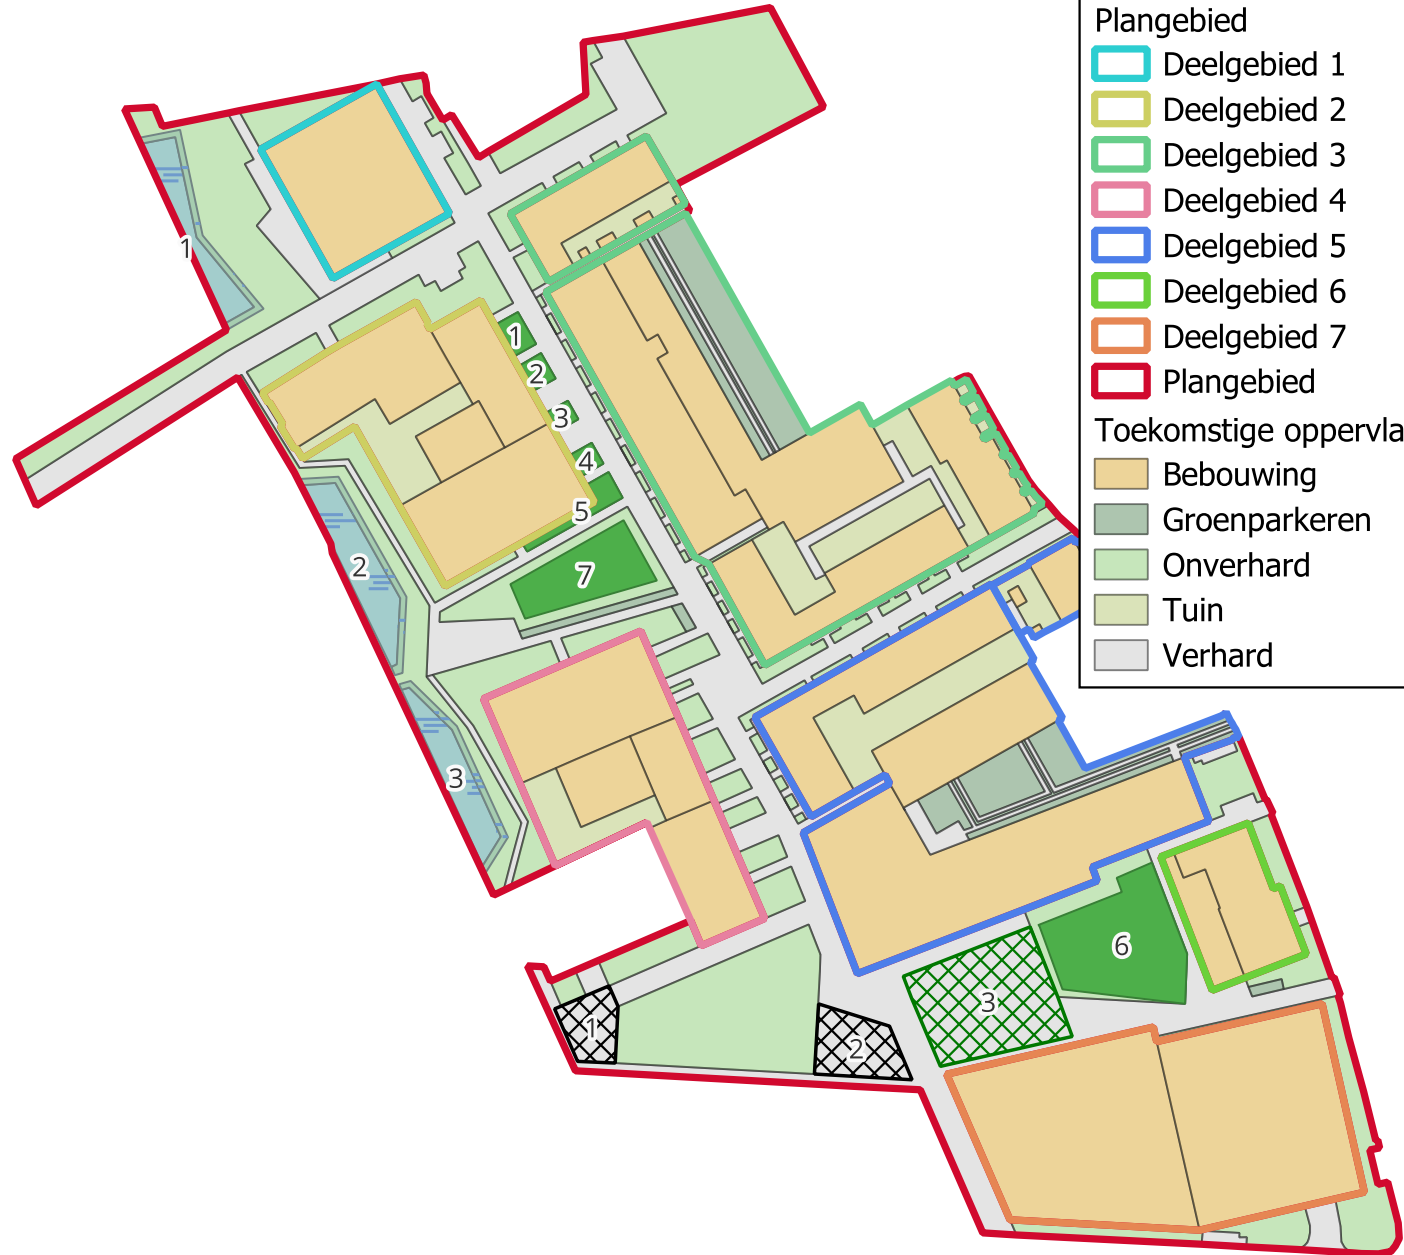 Plangebied
Deelgebied 1
Deelgebied 2
Deelgebied 3
Deelgebied 4
Deelgebied 5
Deelgebied 6
Deelgebied 7
Plangebied
Toekomstige oppervla
Bebouwing
Groenparkeren
Onverhard
Tuin
Verhard
1
1
2
3
4
5
2
7
3
6
3
1
2